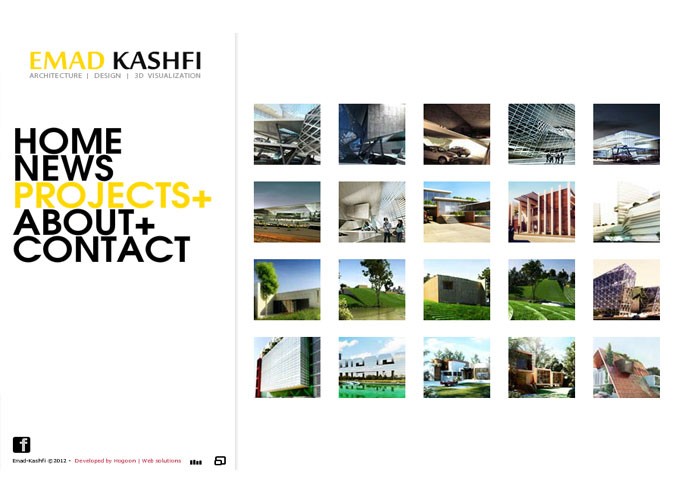 EMAD KASHFI
ARCHITECTURE | DESIGN | 3D VISUALIZATION
HOME
NEWS
PROJECTS+
ABOUT+
CONTACT
f
Emad-Kashfi ©2012 • Developed by Hogoom | Web solutions